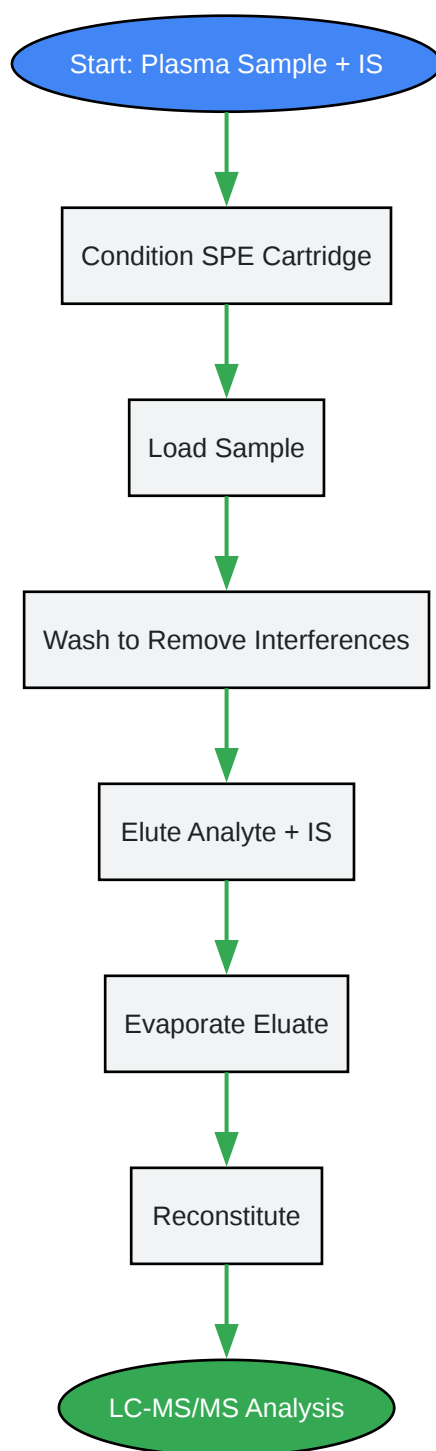 Start: Plasma Sample + IS
Condition SPE Cartridge
Load Sample
Wash to Remove Interferences
Elute Analyte + IS
Evaporate Eluate
Reconstitute
LC-MS/MS Analysis